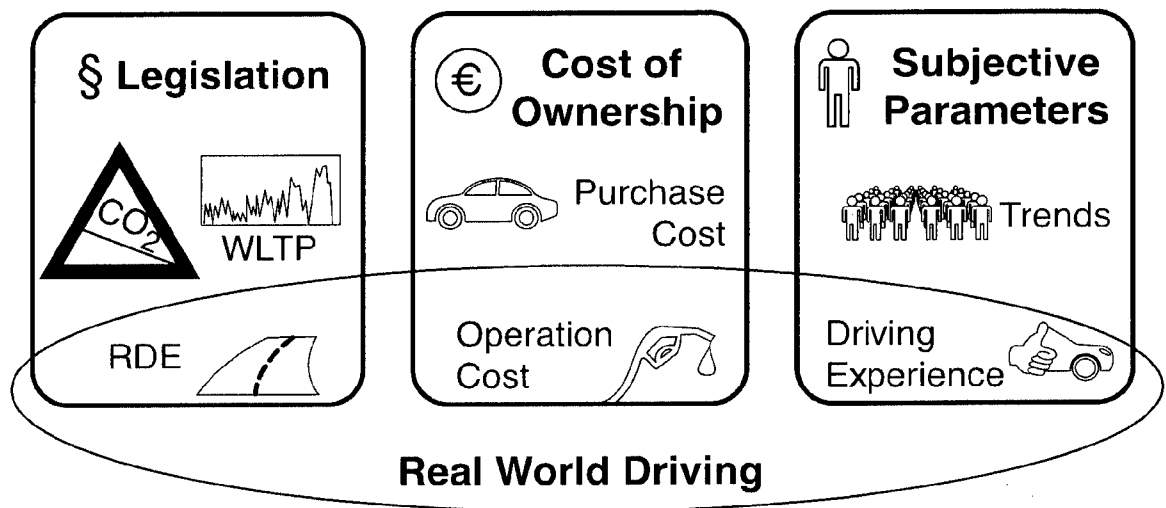 § Legislation
CO2
WLTP
RDE
€
Cost of
Ownership
Purchase
Cost
Operation
Cost
Subjective
Parameters
Trends
Driving
Experience
Real World Driving